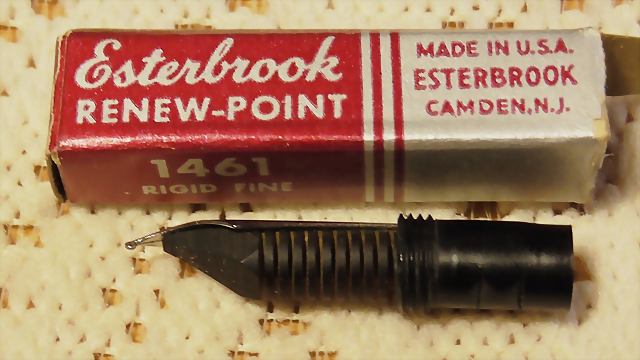 Esterbrook
RENEW-POINT
1461
RIGID FINE
MADE IN U.S.A.
ESTERBROOK
CAMDEN, N.J.